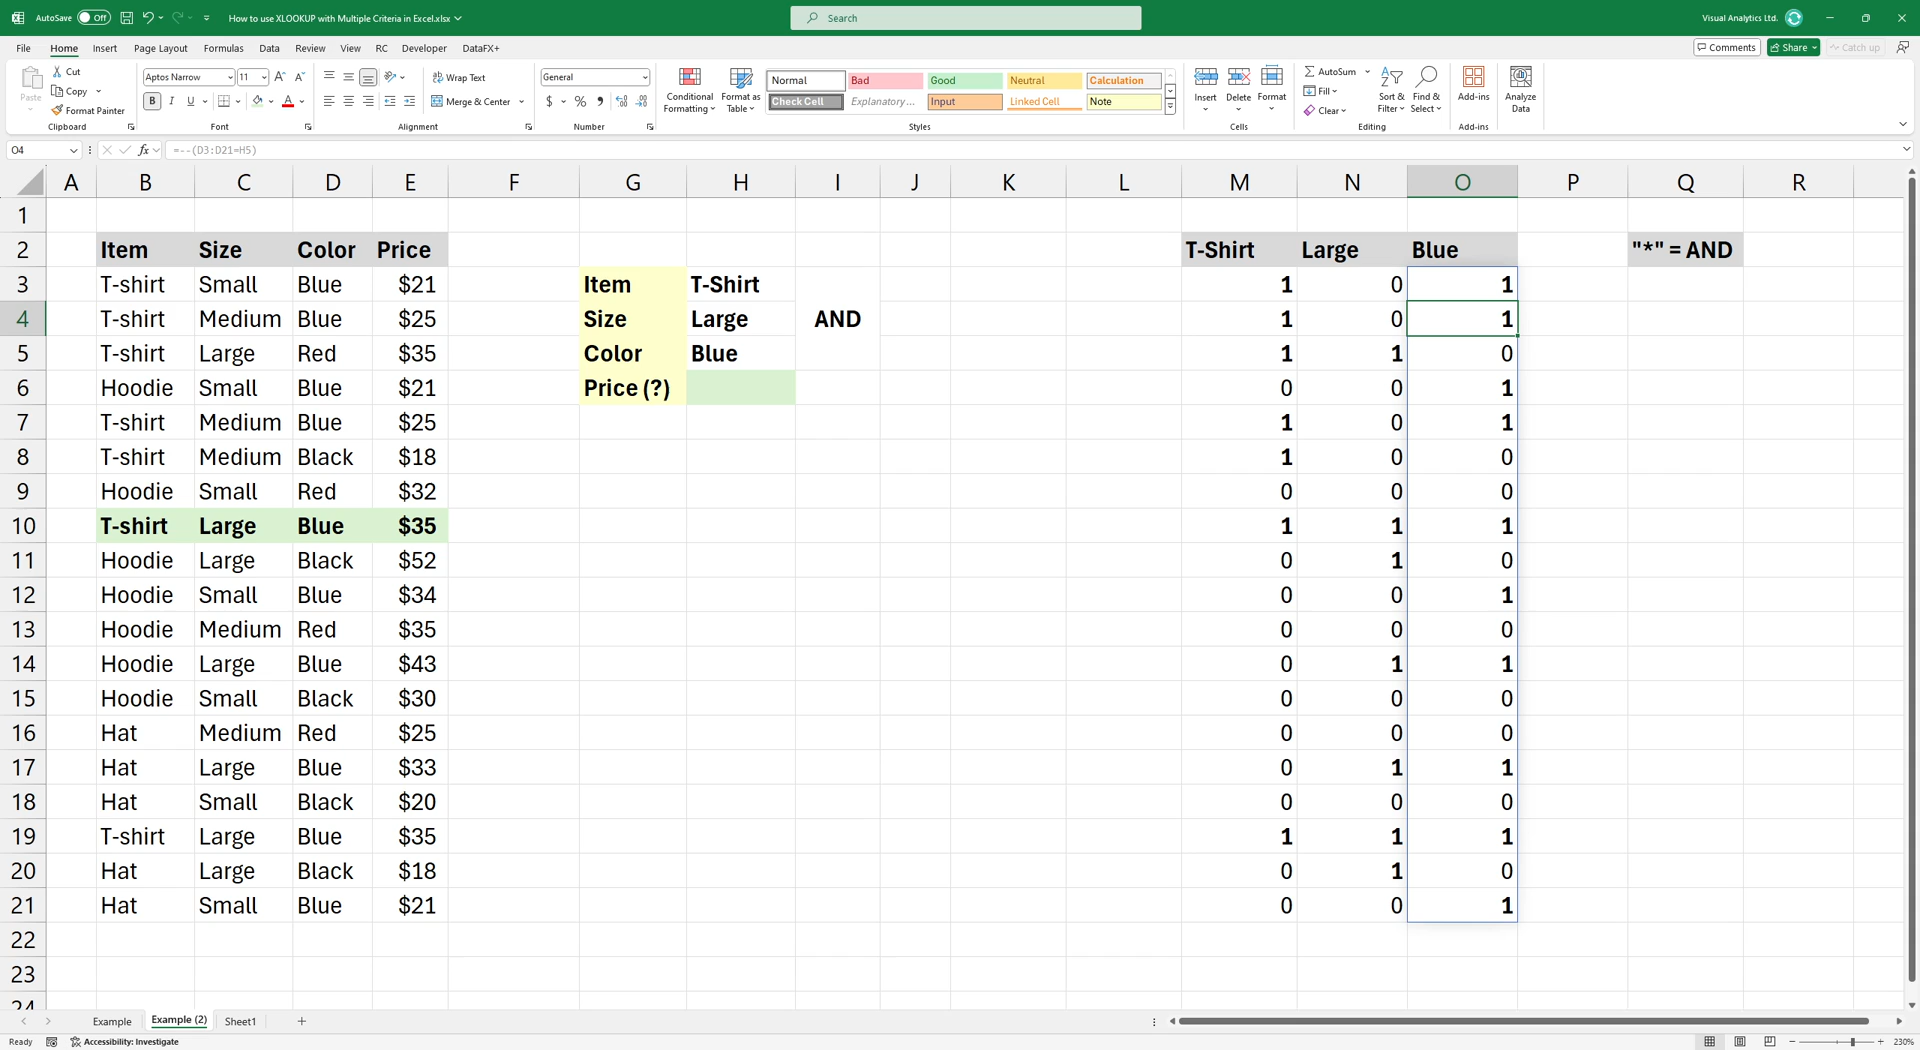 AutoSave Off How to use XLOOKUP with Multiple Criteria in Excel.xlsx Search Visual Analytics Ltd.
File Home Insert Page Layout Formulas Data Review View RC Developer DataFX+ Comments Share Catch up
Paste Cut Copy Format Painter Clipboard
Aptos Narrow 11 B I U Font
Wrap Text Merge & Center Alignment
General $ % Number
Conditional Formatting Format as Table
Normal Bad Good Neutral Calculation
Check Cell Explanatory... Input Linked Cell Note
Styles
Insert Delete Format Cells
AutoSum Fill Clear Sort & Filter Find & Select Editing
Add-ins Add-ins
Analyze Data
O4 fx =--(D3:D21=H5)
A B C D E F G H I J K L M N O P Q R
1
2 Item Size Color Price T-Shirt Large Blue "*" = AND
3 T-shirt Small Blue $21 Item T-Shirt 1 0 1
4 T-shirt Medium Blue $25 Size Large AND 1 0 1
5 T-shirt Large Red $35 Color Blue 1 1 0
6 Hoodie Small Blue $21 Price (?) 0 0 1
7 T-shirt Medium Blue $25 1 0 1
8 T-shirt Medium Black $18 1 0 0
9 Hoodie Small Red $32 0 0 0
10 T-shirt Large Blue $35 1 1 1
11 Hoodie Large Black $52 0 1 0
12 Hoodie Small Blue $34 0 0 1
13 Hoodie Medium Red $35 0 0 0
14 Hoodie Large Blue $43 0 1 1
15 Hoodie Small Black $30 0 0 0
16 Hat Medium Red $25 0 0 0
17 Hat Large Blue $33 0 1 1
18 Hat Small Black $20 0 0 0
19 T-shirt Large Blue $35 1 1 1
20 Hat Large Black $18 0 1 0
21 Hat Small Blue $21 0 0 1
22
23
24
Example Example (2) Sheet1
Ready Accessibility: Investigate 230%